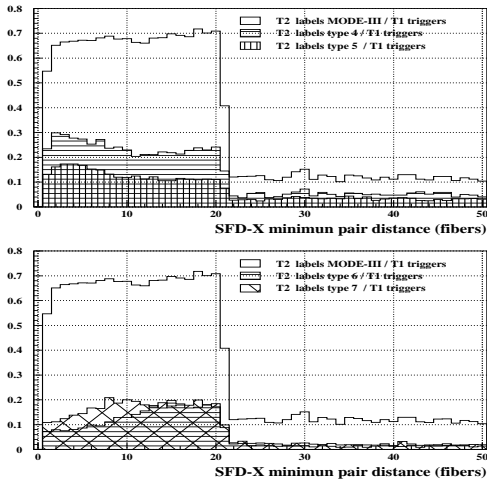 0.8
T2 labels MODE-III / T1 triggers
T2 labels type 4 / T1 triggers
T2 labels type 5 / T1 triggers
0.7
0.6
0.5
0.4
0.3
0.2
0.1
0
0 10 20 30 40 50
SFD-X minimun pair distance (fibers)
0.8
T2 labels MODE-III / T1 triggers
T2 labels type 6 / T1 triggers
T2 labels type 7 / T1 triggers
0.7
0.6
0.5
0.4
0.3
0.2
0.1
0
0 10 20 30 40 50
SFD-X minimun pair distance (fibers)